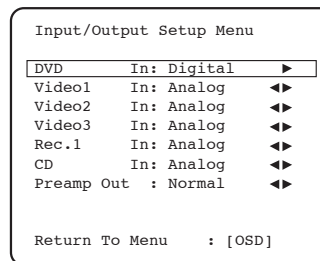 Input/Output Setup Menu
DVD In: Digital ►
Video1 In: Analog ◄►
Video2 In: Analog ◄►
Video3 In: Analog ◄►
Rec.1 In: Analog ◄►
CD In: Analog ◄►
Preamp Out : Normal ◄►
Return To Menu : [OSD]